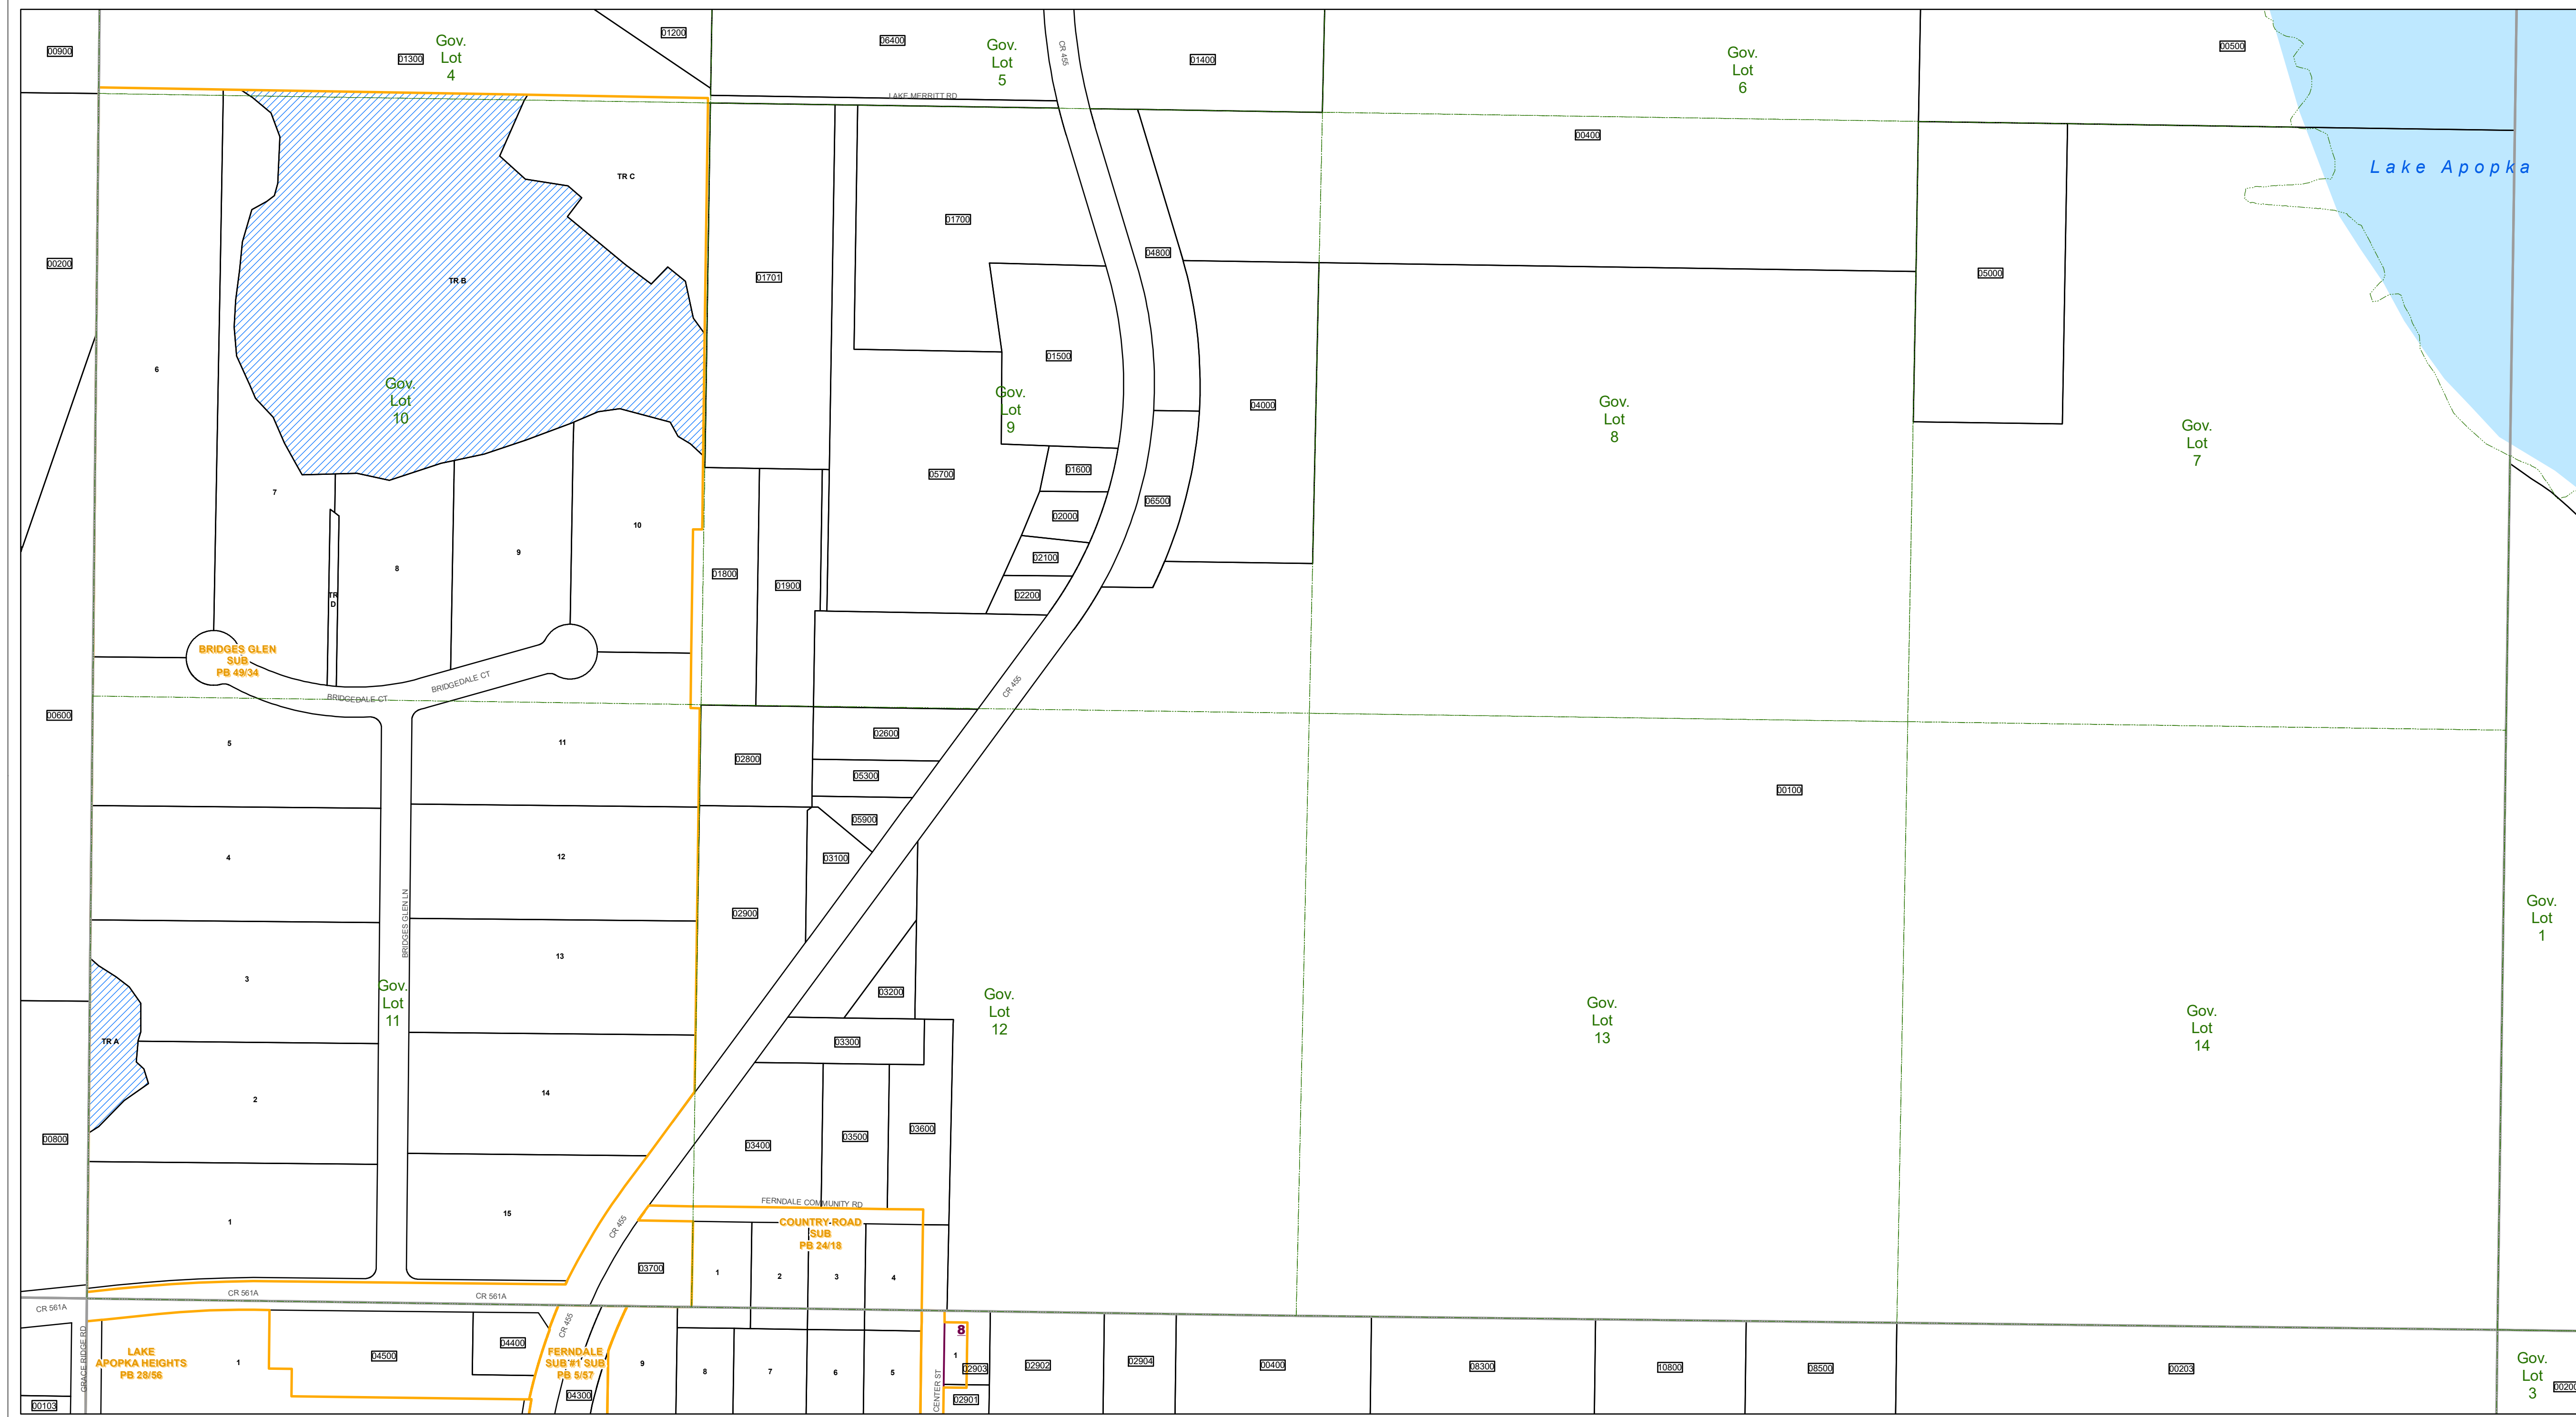 00900
01300
Gov.
Lot
4
01200
06400
Gov.
Lot
5
CR 455
01400
Gov.
Lot
6
00500
LAKE MERRITT RD
00400
Lake Apopka
TR C
00200
TR B
01701
01700
04800
05000
6
Gov.
Lot
10
01500
Gov.
Lot
9
04000
Gov.
Lot
8
Gov.
Lot
7
7
8
9
10
TR
D
05700
01600
02000
02100
02200
06500
01800
01900
BRIDGES GLEN
SUB
PB 49/34
BRIDGEDALE CT
BRIDGEDALE CT
CR 455
00600
5
11
02800
02600
05300
05900
00100
4
12
03100
BRIDGES GLEN LN
02900
Gov.
Lot
1
3
13
Gov.
Lot
11
03200
Gov.
Lot
12
Gov.
Lot
13
Gov.
Lot
14
TR A
03300
2
14
00800
03400
03500
03600
FERNDALE COMMUNITY RD
1
15
CR 455
COUNTRY ROAD
SUB
PB 24/18
03700
1
2
3
4
CR 561A
CR 561A
CR 561A
GRACE RIDGE RD
LAKE
APOPKA HEIGHTS
PB 28/56
1
04500
04400
CR 455
FERNDALE
SUB #1 SUB
PB 5/57
04300
9
8
7
6
5
CENTER ST
8
1
02903
02901
02902
02904
00400
08300
10800
08500
00203
Gov.
Lot
3
00200
00103